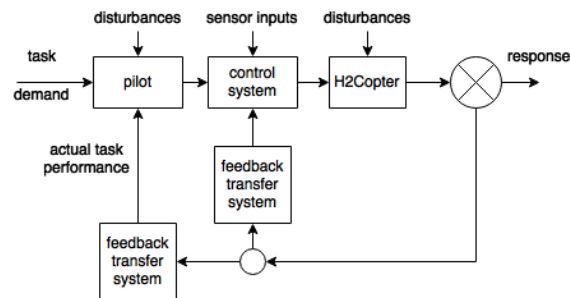 disturbances
sensor inputs
disturbances
task
demand
pilot
control
system
H2Copter
response
actual task
performance
feedback
transfer
system
feedback
transfer
system